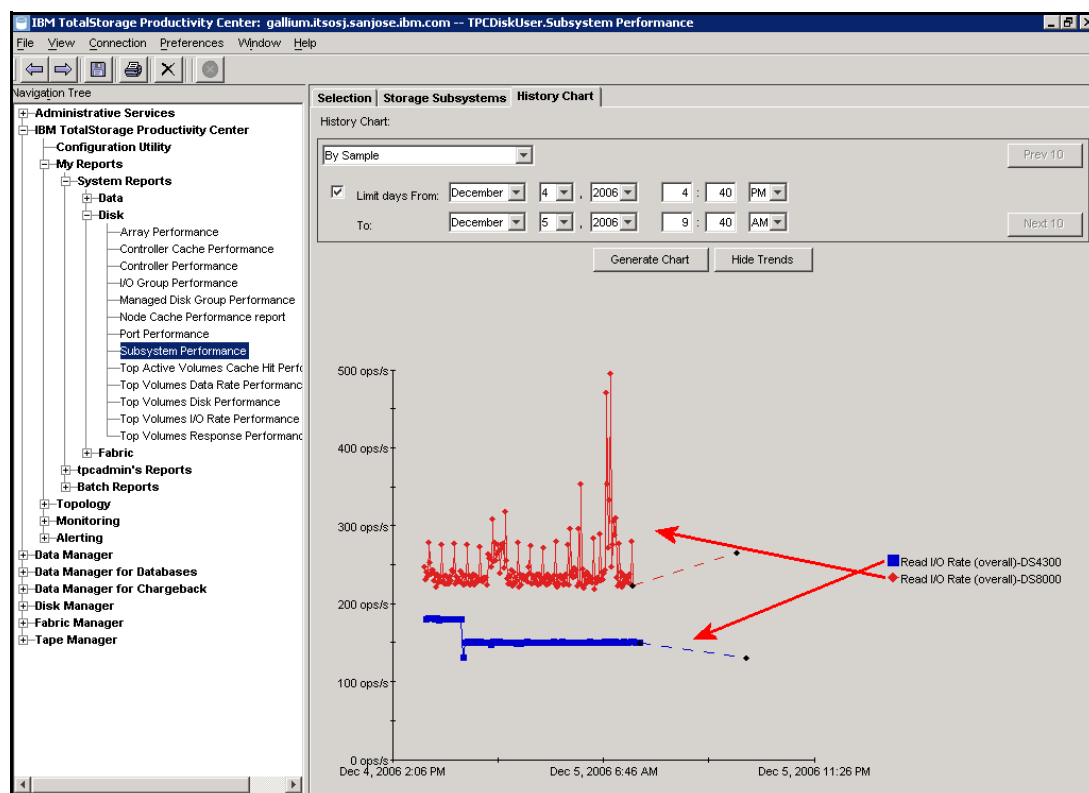 IBM TotalStorage Productivity Center: gallium.itsosj.sanjose.ibm.com -- TPCDiskUser.Subsystem Performance
File View Connection Preferences Window Help
Navigation Tree
Administrative Services
IBM TotalStorage Productivity Center
Configuration Utility
My Reports
System Reports
Data
Disk
Array Performance
Controller Cache Performance
Controller Performance
I/O Group Performance
Managed Disk Group Performance
Node Cache Performance report
Port Performance
Subsystem Performance
Top Active Volumes Cache Hit Perfo
Top Volumes Data Rate Performanc
Top Volumes Disk Performance
Top Volumes I/O Rate Performance
Top Volumes Response Performanc
Fabric
tpcadmin's Reports
Batch Reports
Topology
Monitoring
Alerting
Data Manager
Data Manager for Databases
Data Manager for Chargeback
Disk Manager
Fabric Manager
Tape Manager
Selection Storage Subsystems History Chart
History Chart:
By Sample
Prev 10
Limit days From: December 4 , 2006 4 : 40 PM
To: December 5 , 2006 9 : 40 AM
Next 10
Generate Chart Hide Trends
500 ops/s
400 ops/s
300 ops/s
200 ops/s
100 ops/s
0 ops/s
Dec 4, 2006 2:06 PM Dec 5, 2006 6:46 AM Dec 5, 2006 11:26 PM
Read I/O Rate (overall)-DS4300
Read I/O Rate (overall)-DS8000